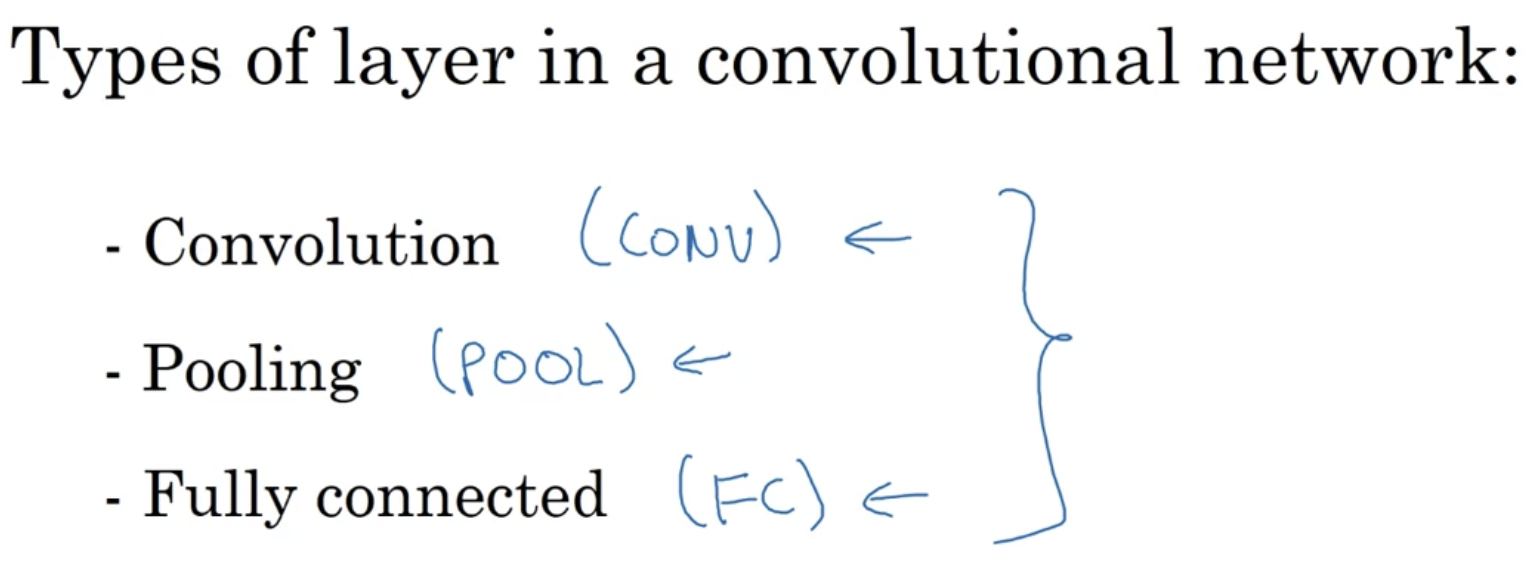 Types of layer in a convolutional network:
- Convolution (CONV) ←
- Pooling (POOL) ←
- Fully connected (FC) ←